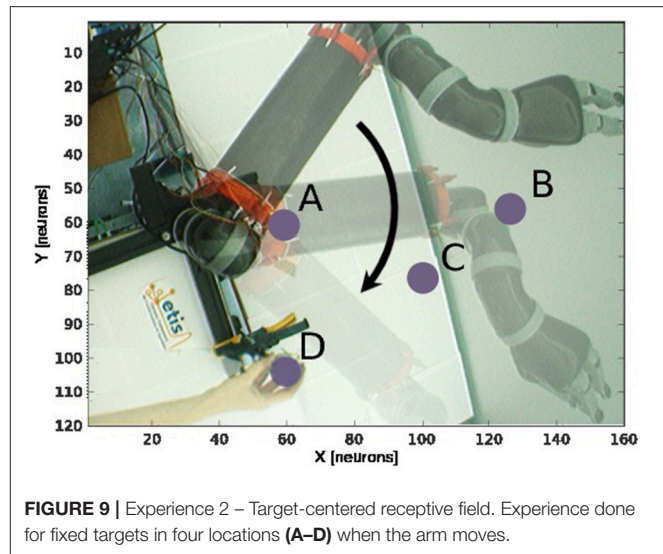 10
20
30
40
50
60
70
80
90
100
110
120
Y [neurons]
A
B
C
D
etis
20
40
60
80
100
120
140
160
X [neurons]
FIGURE 9 | Experience 2 – Target-centered receptive field. Experience done
for fixed targets in four locations (A–D) when the arm moves.